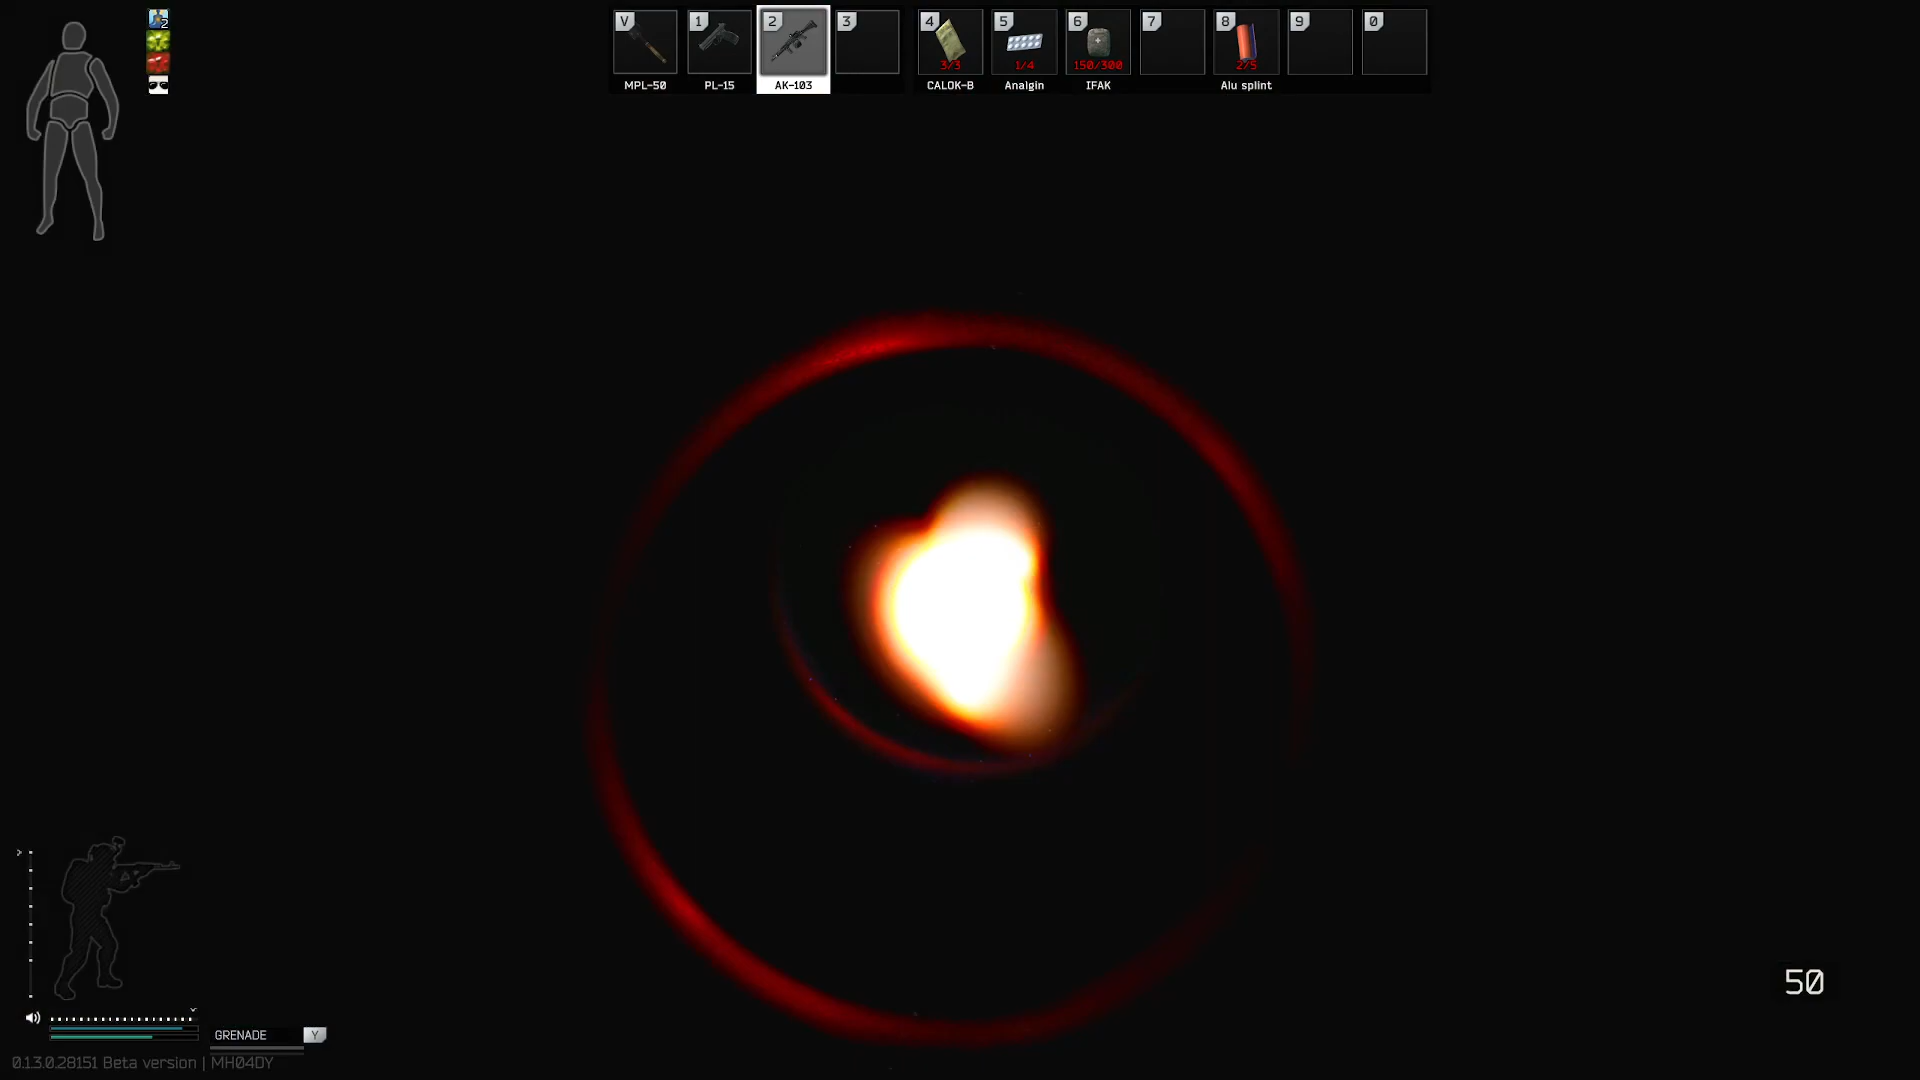 V 1 2 3 4 5 6 7 8 9 0
3/3 1/4 150/300 2/5
MPL-50 PL-15 AK-103 CALOK-B Analgin IFAK Alu splint
2
50
GRENADE Y
0.13.0.28151 Beta version | MH04DY